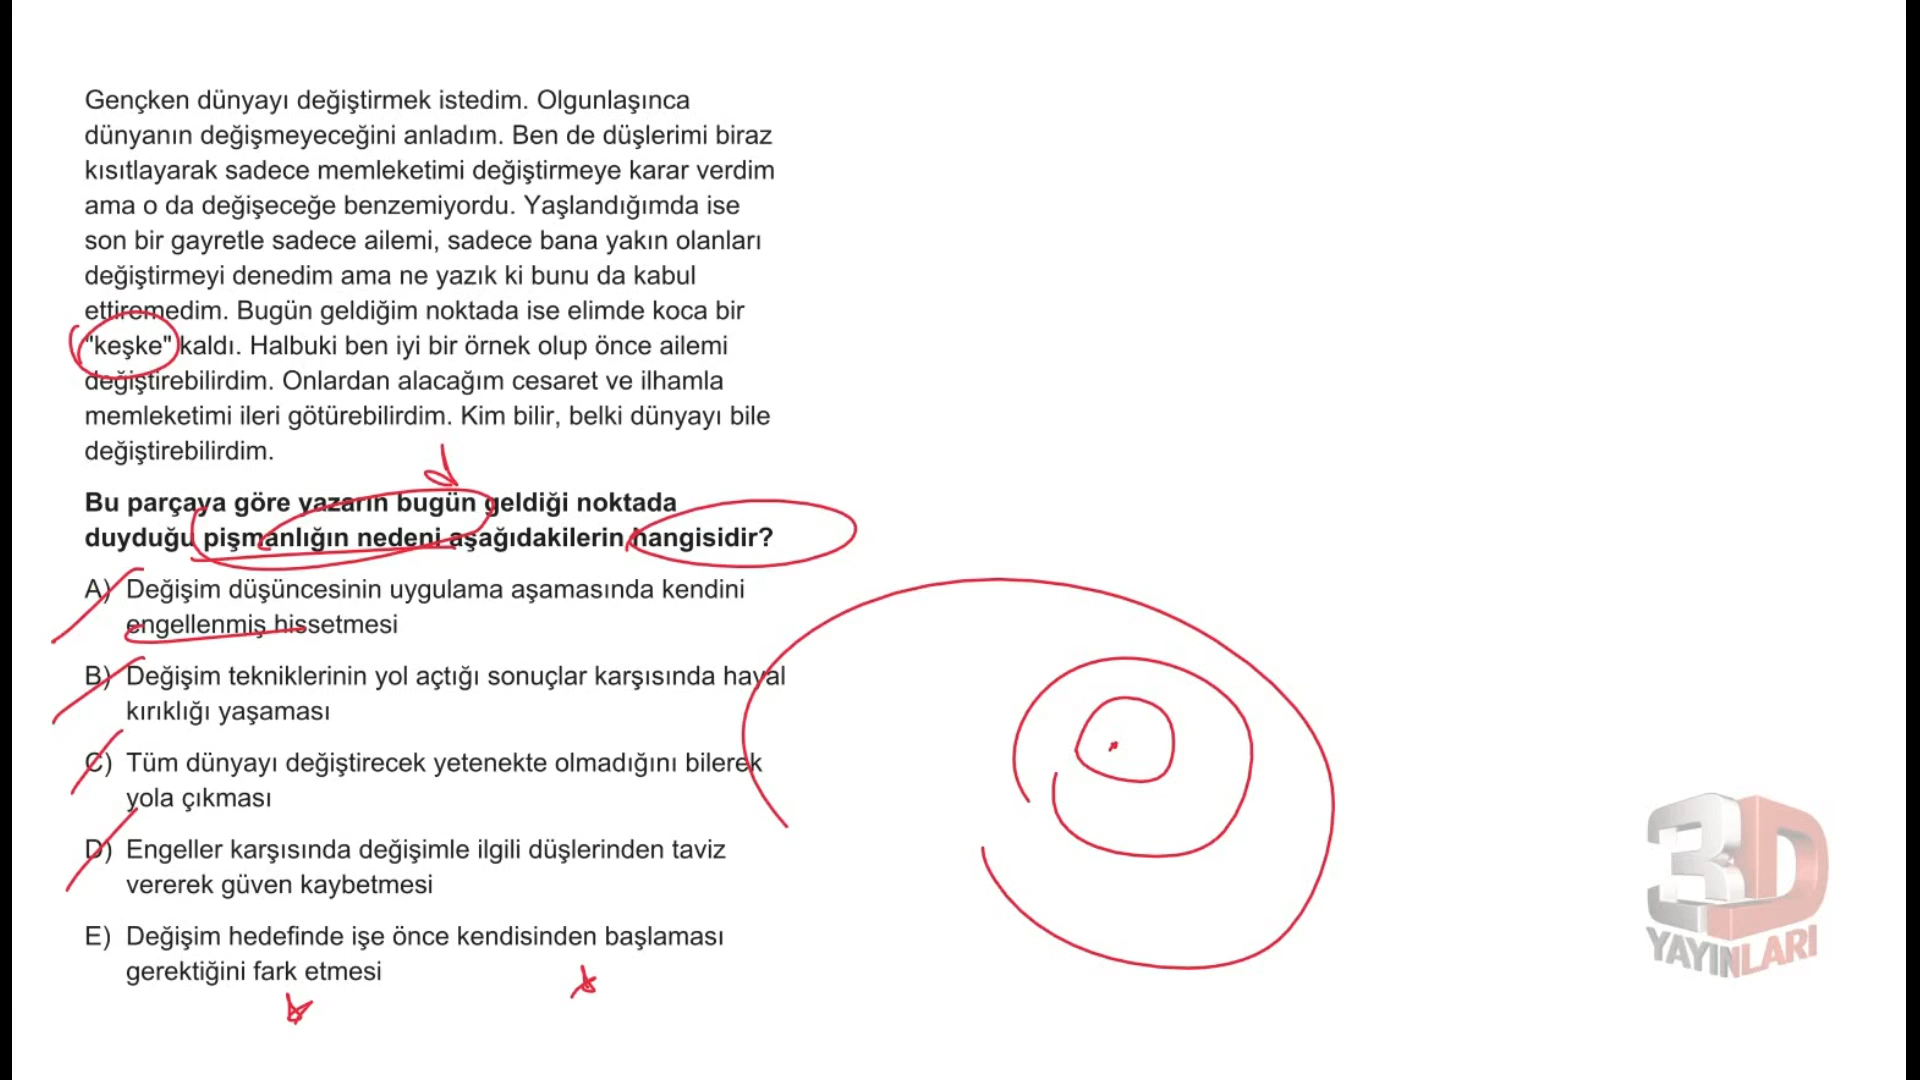 Gençken dünyayı değiştirmek istedim. Olgunlaşınca
dünyanın değişmeyeceğini anladım. Ben de düşlerimi biraz
kısıtlayarak sadece memleketimi değiştirmeye karar verdim
ama o da değişeceğe benzemiyordu. Yaşlandığımda ise
son bir gayretle sadece ailemi, sadece bana yakın olanları
değiştirmeyi denedim ama ne yazık ki bunu da kabul
ettiremedim. Bugün geldiğim noktada ise elimde koca bir
"keşke" kaldı. Halbuki ben iyi bir örnek olup önce ailemi
değiştirebilirdim. Onlardan alacağım cesaret ve ilhamla
memleketimi ileri götürebilirdim. Kim bilir, belki dünyayı bile
değiştirebilirdim.
Bu parçaya göre yazarın bugün geldiği noktada
duyduğu pişmanlığın nedeni aşağıdakilerin hangisidir?
A) Değişim düşüncesinin uygulama aşamasında kendini
engellenmiş hissetmesi
B) Değişim tekniklerinin yol açtığı sonuçlar karşısında hayal
kırıklığı yaşaması
C) Tüm dünyayı değiştirecek yetenekte olmadığını bilerek
yola çıkması
D) Engeller karşısında değişimle ilgili düşlerinden taviz
vererek güven kaybetmesi
E) Değişim hedefinde işe önce kendisinden başlaması
gerektiğini fark etmesi
3D
YAYINLARI